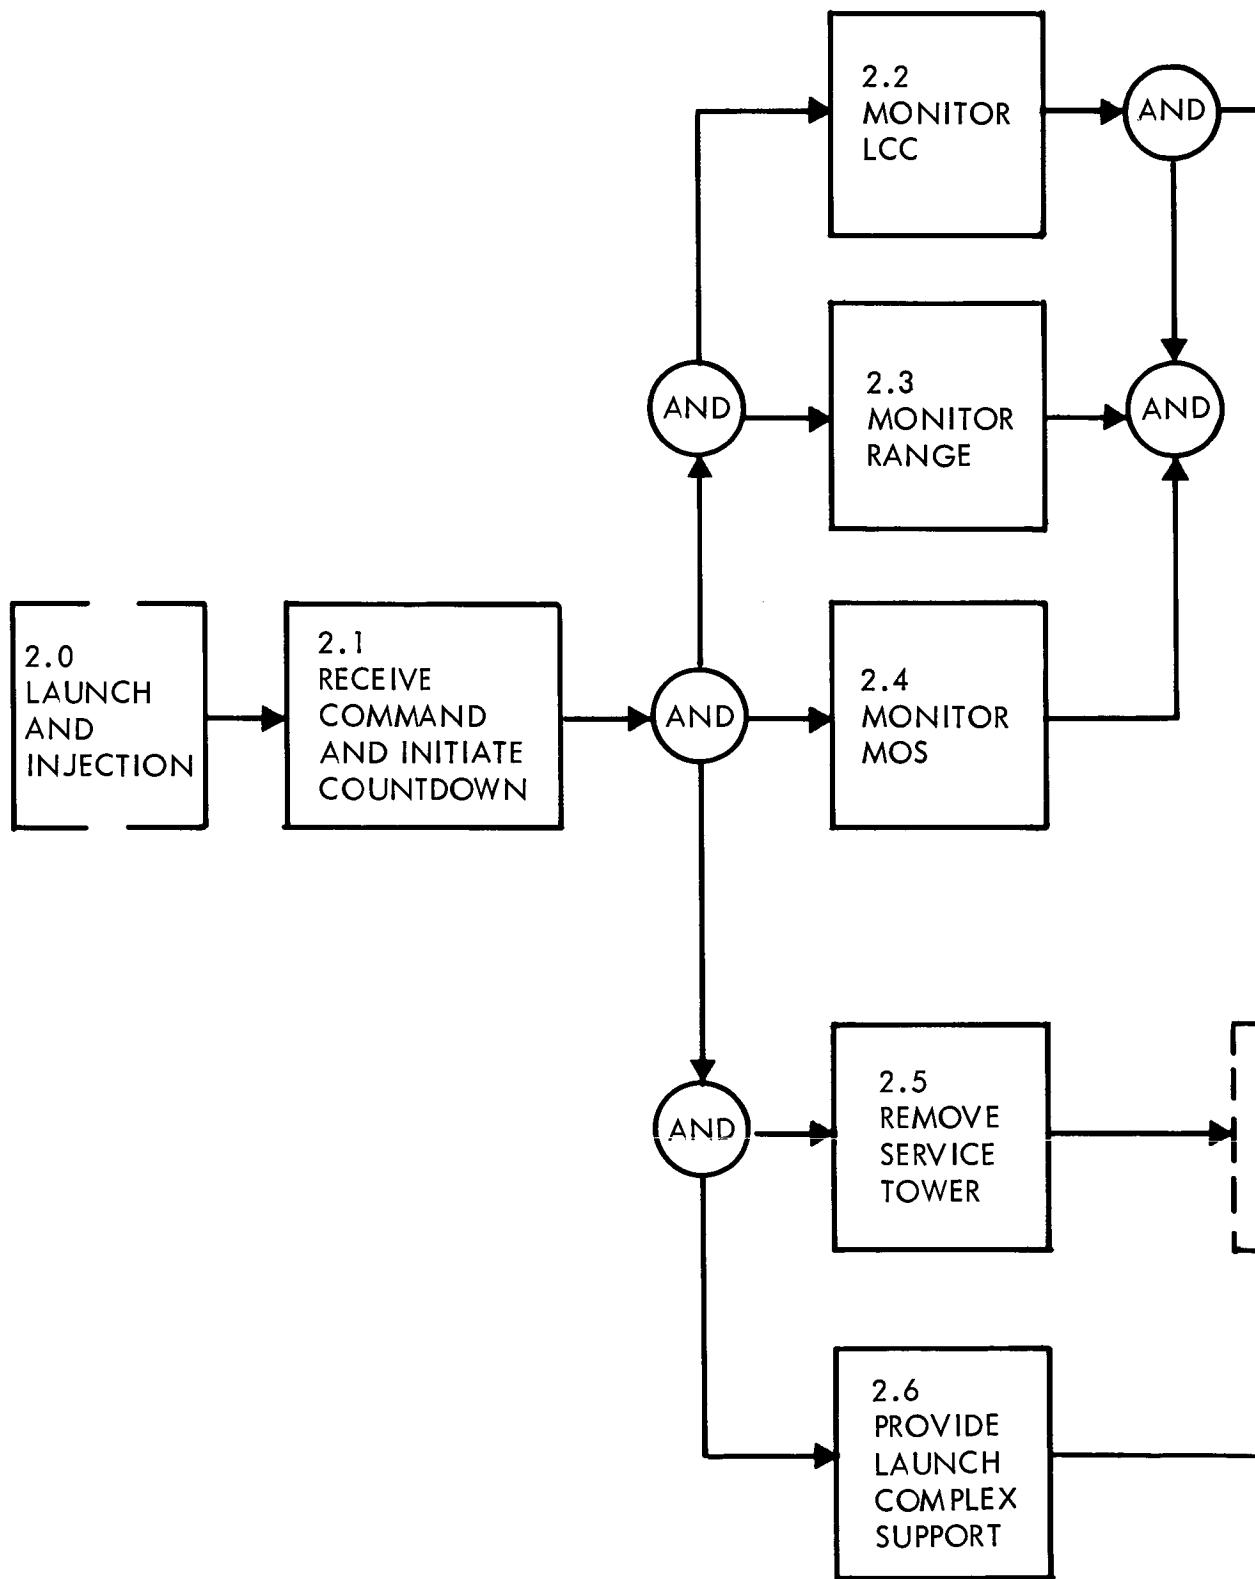 2.0
LAUNCH
AND
INJECTION
2.1
RECEIVE
COMMAND
AND INITIATE
COUNTDOWN
AND
AND
AND
2.2
MONITOR
LCC
AND
2.3
MONITOR
RANGE
AND
2.4
MONITOR
MOS
2.5
REMOVE
SERVICE
TOWER
2.6
PROVIDE
LAUNCH
COMPLEX
SUPPORT